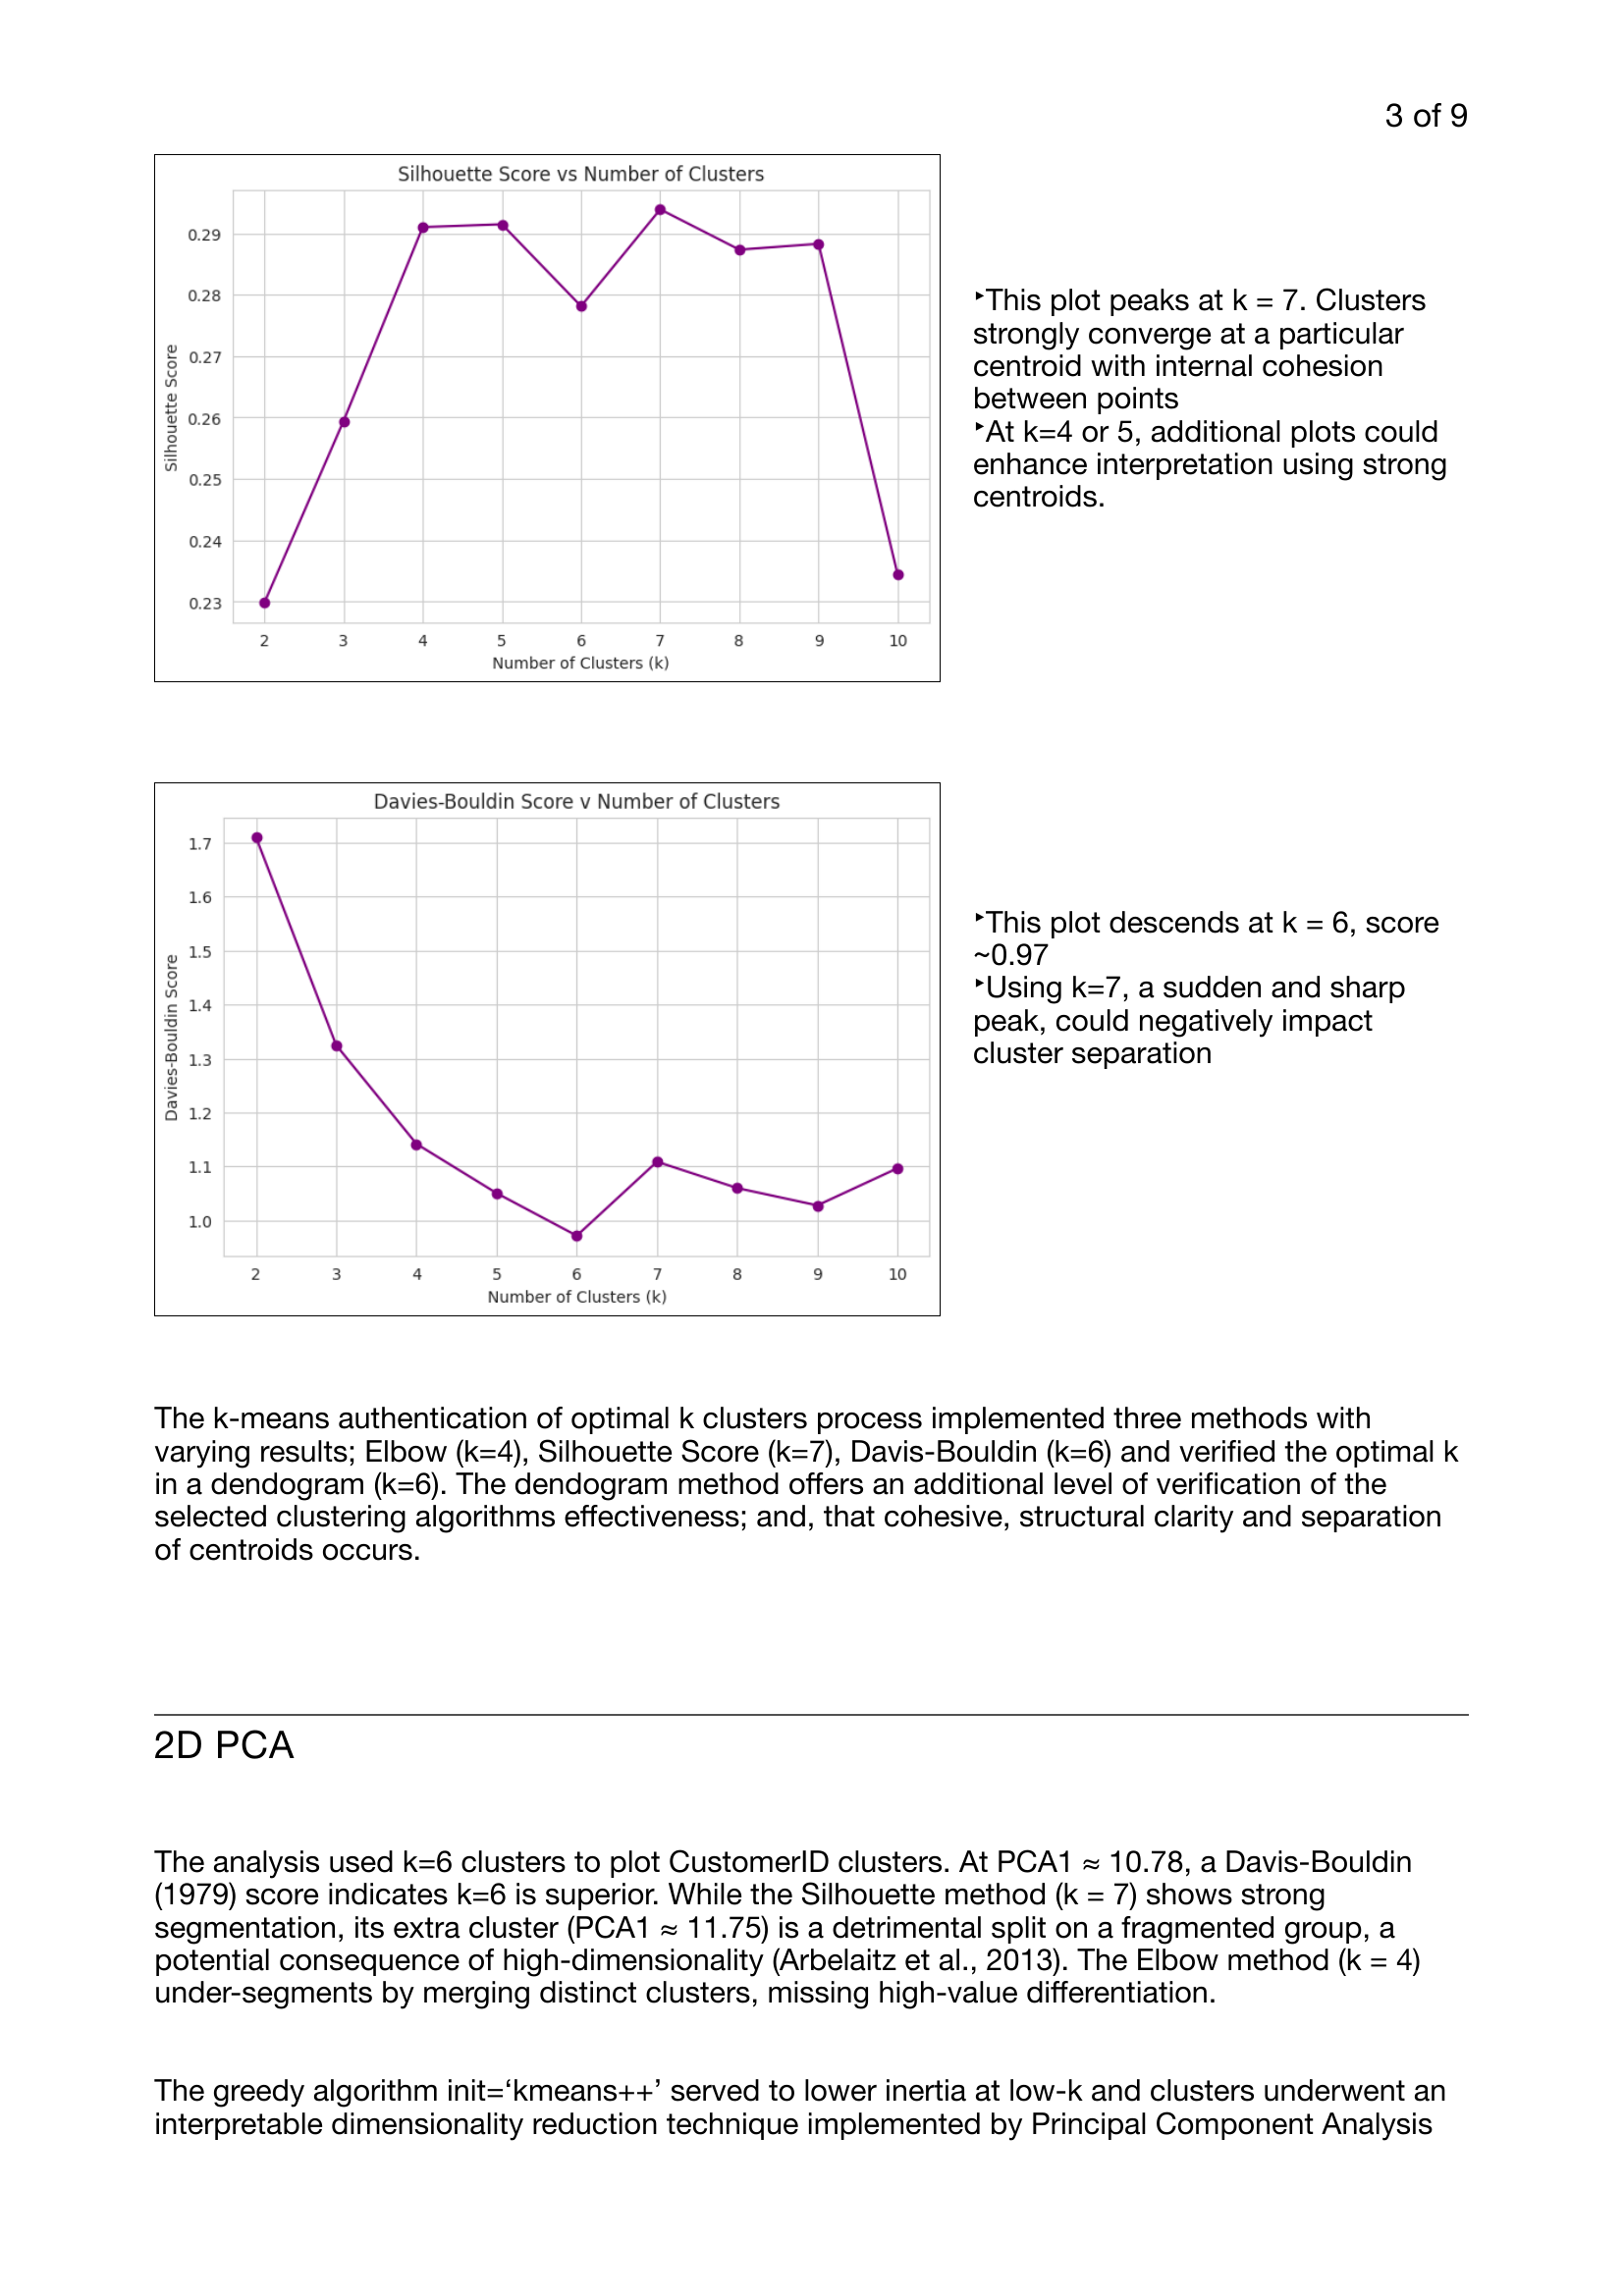 3 of 9
Silhouette Score vs Number of Clusters
Silhouette Score
0.29
0.28
0.27
0.26
0.25
0.24
0.23
2 3 4 5 6 7 8 9 10
Number of Clusters (k)
‣This plot peaks at k = 7. Clusters
strongly converge at a particular
centroid with internal cohesion
between points
‣At k=4 or 5, additional plots could
enhance interpretation using strong
centroids.
Davies-Bouldin Score v Number of Clusters
Davies-Bouldin Score
1.7
1.6
1.5
1.4
1.3
1.2
1.1
1.0
2 3 4 5 6 7 8 9 10
Number of Clusters (k)
‣This plot descends at k = 6, score
~0.97
‣Using k=7, a sudden and sharp
peak, could negatively impact
cluster separation
The k-means authentication of optimal k clusters process implemented three methods with
varying results; Elbow (k=4), Silhouette Score (k=7), Davis-Bouldin (k=6) and verified the optimal k
in a dendogram (k=6). The dendogram method offers an additional level of verification of the
selected clustering algorithms effectiveness; and, that cohesive, structural clarity and separation
of centroids occurs.
2D PCA
The analysis used k=6 clusters to plot CustomerID clusters. At PCA1 ≈ 10.78, a Davis-Bouldin
(1979) score indicates k=6 is superior. While the Silhouette method (k = 7) shows strong
segmentation, its extra cluster (PCA1 ≈ 11.75) is a detrimental split on a fragmented group, a
potential consequence of high-dimensionality (Arbelaitz et al., 2013). The Elbow method (k = 4)
under-segments by merging distinct clusters, missing high-value differentiation.
The greedy algorithm init=‘kmeans++’ served to lower inertia at low-k and clusters underwent an
interpretable dimensionality reduction technique implemented by Principal Component Analysis